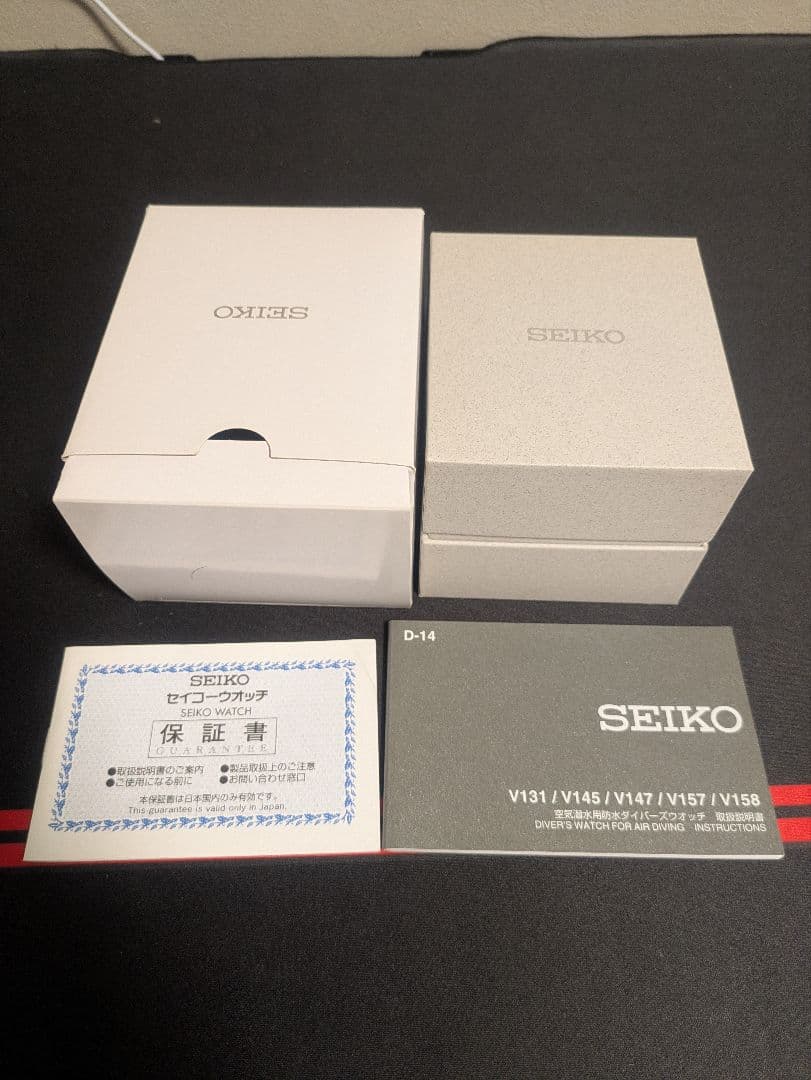 SEIKO
SEIKO
SEIKO
セイコーウオッチ
SEIKO WATCH
保証書
GUARANTEE
●取扱説明書のご案内 ●製品取扱上のご注意
●ご使用になる前に ●お問い合わせ窓口
本保証書は日本国内のみ有効です。
This guarantee is valid only in Japan.
D-14
SEIKO
V131 / V145 / V147 / V157 / V158
空気潜水用防水ダイバーズウオッチ 取扱説明書
DIVER'S WATCH FOR AIR DIVING INSTRUCTIONS